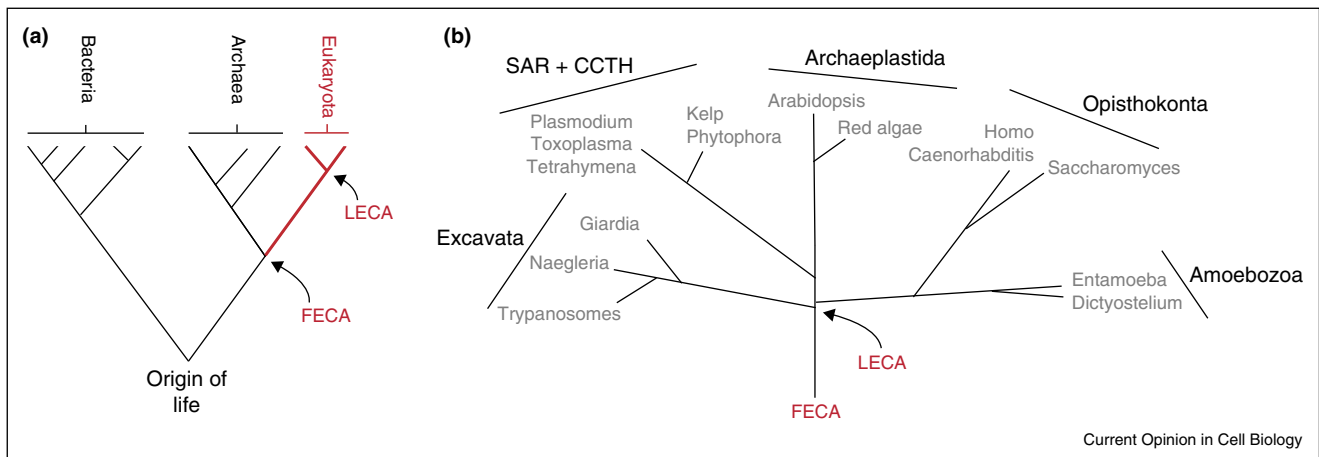 (a)
Bacteria
Archaea
Eukaryota
LECA
FECA
Origin of
life
(b)
SAR + CCTH
Archaeplastida
Opisthokonta
Plasmodium
Toxoplasma
Tetrahymena
Kelp
Phytophora
Arabidopsis
Red algae
Homo
Caenorhabditis
Saccharomyces
Excavata
Giardia
Naegleria
Trypanosomes
Entamoeba
Dictyostelium
Amoebozoa
LECA
FECA
Current Opinion in Cell Biology